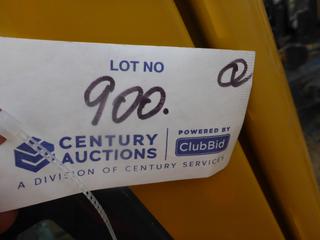 LOT NO
900.
CENTURY
AUCTIONS
POWERED BY
ClubBid
A DIVISION OF CENTURY SERVICES